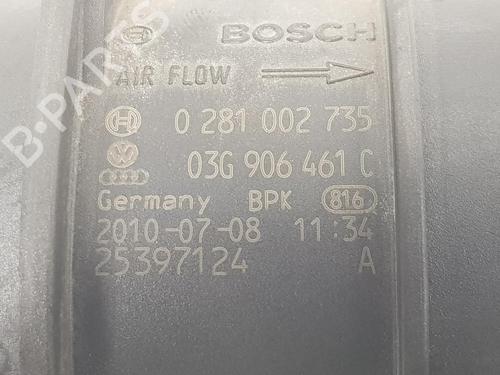 BOSCH
AIR FLOW
0 281 002 735
03G 906 461 C
Germany BPK 816
2010-07-08 11:34
25397124 A
B-PARTS